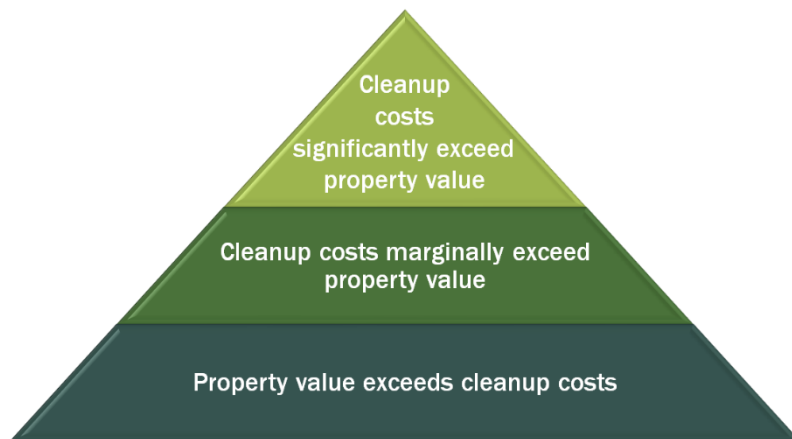 Cleanup
costs
significantly exceed
property value
Cleanup costs marginally exceed
property value
Property value exceeds cleanup costs